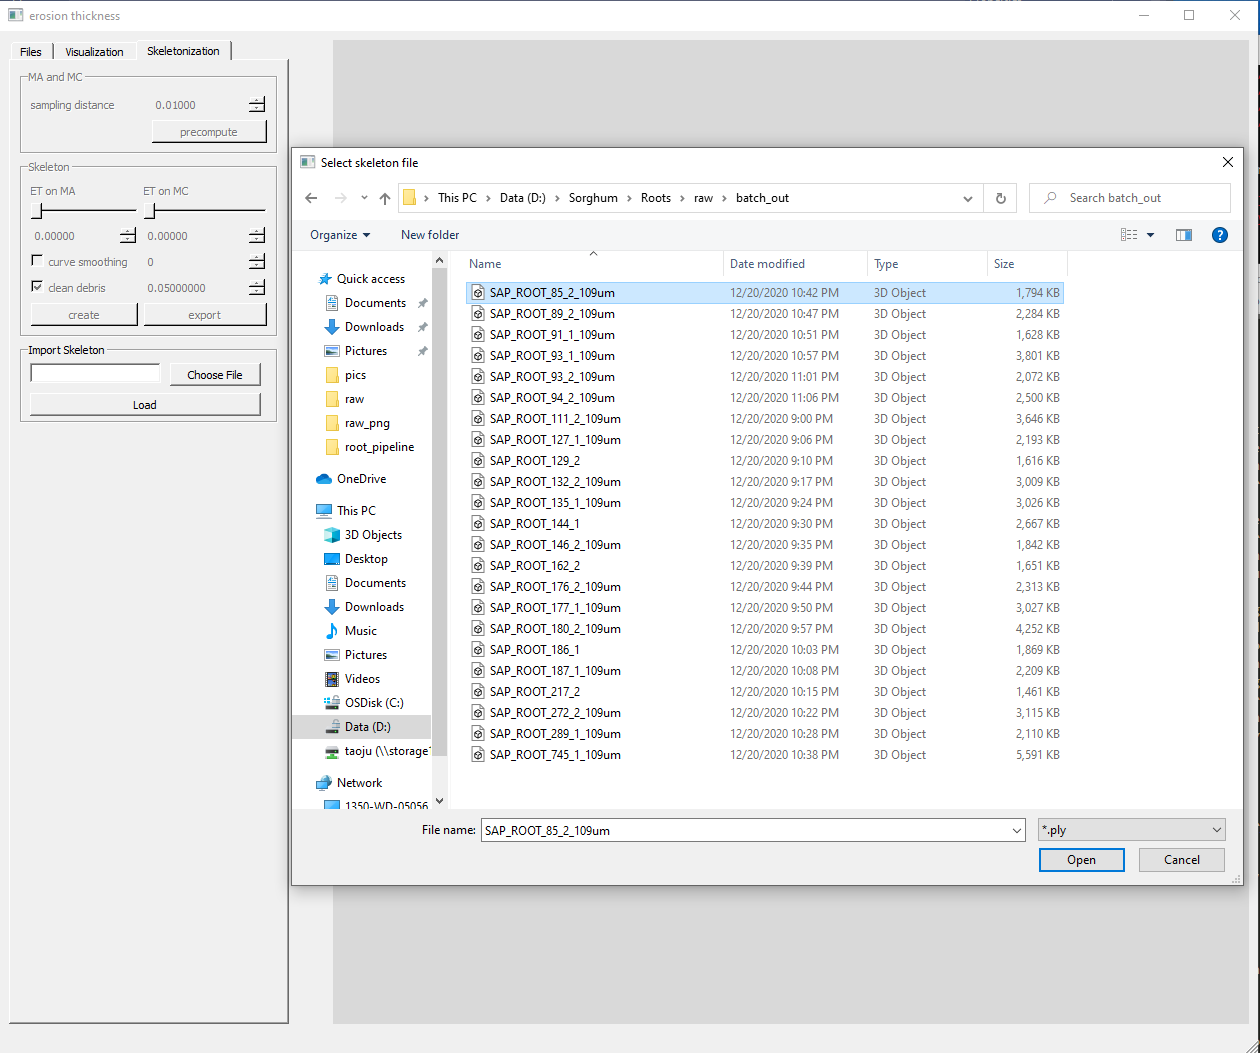 erosion thickness
Files Visualization Skeletonization
MA and MC
sampling distance 0.01000
precompute
Skeleton
ET on MA ET on MC
0.00000 0.00000
curve smoothing 0
clean debris 0.05000000
create export
Import Skeleton
Choose File
Load
Select skeleton file
This PC Data (D:) Sorghum Roots raw batch_out Search batch_out
Organize New folder
Quick access
Documents
Downloads
Pictures
pics
raw
raw_png
root_pipeline
OneDrive
This PC
3D Objects
Desktop
Documents
Downloads
Music
Pictures
Videos
OSDisk (C:)
Data (D:)
taoju (\\storage
Network
1350-WD-05056
Name Date modified Type Size
SAP_ROOT_85_2_109um 12/20/2020 10:42 PM 3D Object 1,794 KB
SAP_ROOT_89_2_109um 12/20/2020 10:47 PM 3D Object 2,284 KB
SAP_ROOT_91_1_109um 12/20/2020 10:51 PM 3D Object 1,628 KB
SAP_ROOT_93_1_109um 12/20/2020 10:57 PM 3D Object 3,801 KB
SAP_ROOT_93_2_109um 12/20/2020 11:01 PM 3D Object 2,072 KB
SAP_ROOT_94_2_109um 12/20/2020 11:06 PM 3D Object 2,500 KB
SAP_ROOT_111_2_109um 12/20/2020 9:00 PM 3D Object 3,646 KB
SAP_ROOT_127_1_109um 12/20/2020 9:06 PM 3D Object 2,193 KB
SAP_ROOT_129_2 12/20/2020 9:10 PM 3D Object 1,616 KB
SAP_ROOT_132_2_109um 12/20/2020 9:17 PM 3D Object 3,009 KB
SAP_ROOT_135_1_109um 12/20/2020 9:24 PM 3D Object 3,026 KB
SAP_ROOT_144_1 12/20/2020 9:30 PM 3D Object 2,667 KB
SAP_ROOT_146_2_109um 12/20/2020 9:35 PM 3D Object 1,842 KB
SAP_ROOT_162_2 12/20/2020 9:39 PM 3D Object 1,651 KB
SAP_ROOT_176_2_109um 12/20/2020 9:44 PM 3D Object 2,313 KB
SAP_ROOT_177_1_109um 12/20/2020 9:50 PM 3D Object 3,027 KB
SAP_ROOT_180_2_109um 12/20/2020 9:57 PM 3D Object 4,252 KB
SAP_ROOT_186_1 12/20/2020 10:03 PM 3D Object 1,869 KB
SAP_ROOT_187_1_109um 12/20/2020 10:08 PM 3D Object 2,209 KB
SAP_ROOT_217_2 12/20/2020 10:15 PM 3D Object 1,461 KB
SAP_ROOT_272_2_109um 12/20/2020 10:22 PM 3D Object 3,115 KB
SAP_ROOT_289_1_109um 12/20/2020 10:28 PM 3D Object 2,110 KB
SAP_ROOT_745_1_109um 12/20/2020 10:38 PM 3D Object 5,591 KB
File name: SAP_ROOT_85_2_109um *.ply
Open Cancel